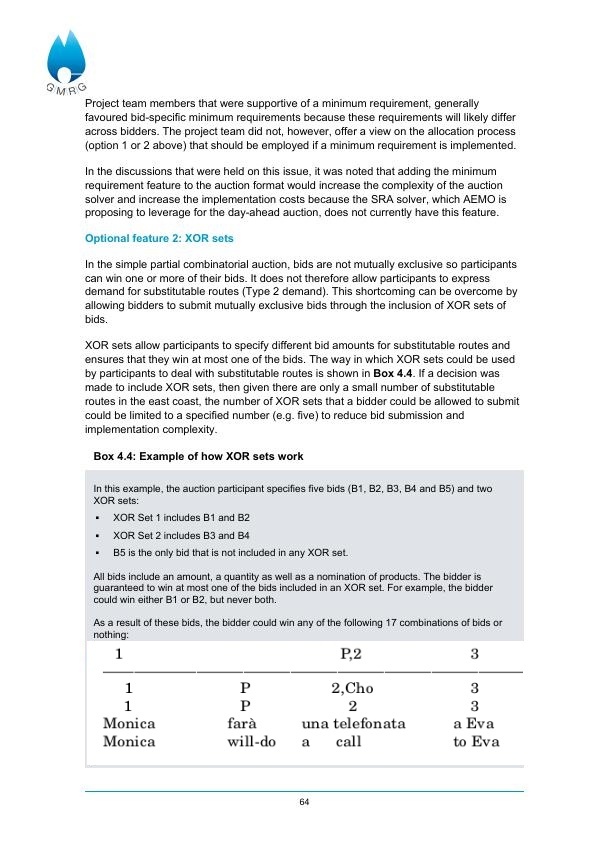 GMRG
Project team members that were supportive of a minimum requirement, generally
favoured bid-specific minimum requirements because these requirements will likely differ
across bidders. The project team did not, however, offer a view on the allocation process
(option 1 or 2 above) that should be employed if a minimum requirement is implemented.
In the discussions that were held on this issue, it was noted that adding the minimum
requirement feature to the auction format would increase the complexity of the auction
solver and increase the implementation costs because the SRA solver, which AEMO is
proposing to leverage for the day-ahead auction, does not currently have this feature.
Optional feature 2: XOR sets
In the simple partial combinatorial auction, bids are not mutually exclusive so participants
can win one or more of their bids. It does not therefore allow participants to express
demand for substitutable routes (Type 2 demand). This shortcoming can be overcome by
allowing bidders to submit mutually exclusive bids through the inclusion of XOR sets of
bids.
XOR sets allow participants to specify different bid amounts for substitutable routes and
ensures that they win at most one of the bids. The way in which XOR sets could be used
by participants to deal with substitutable routes is shown in Box 4.4. If a decision was
made to include XOR sets, then given there are only a small number of substitutable
routes in the east coast, the number of XOR sets that a bidder could be allowed to submit
could be limited to a specified number (e.g. five) to reduce bid submission and
implementation complexity.
Box 4.4: Example of how XOR sets work
In this example, the auction participant specifies five bids (B1, B2, B3, B4 and B5) and two
XOR sets:
▪ XOR Set 1 includes B1 and B2
▪ XOR Set 2 includes B3 and B4
▪ B5 is the only bid that is not included in any XOR set.
All bids include an amount, a quantity as well as a nomination of products. The bidder is
guaranteed to win at most one of the bids included in an XOR set. For example, the bidder
could win either B1 or B2, but never both.
As a result of these bids, the bidder could win any of the following 17 combinations of bids or
nothing:
1 P,2 3
1 P 2,Cho 3
1 P 2 3
Monica farà una telefonata a Eva
Monica will-do a call to Eva
64